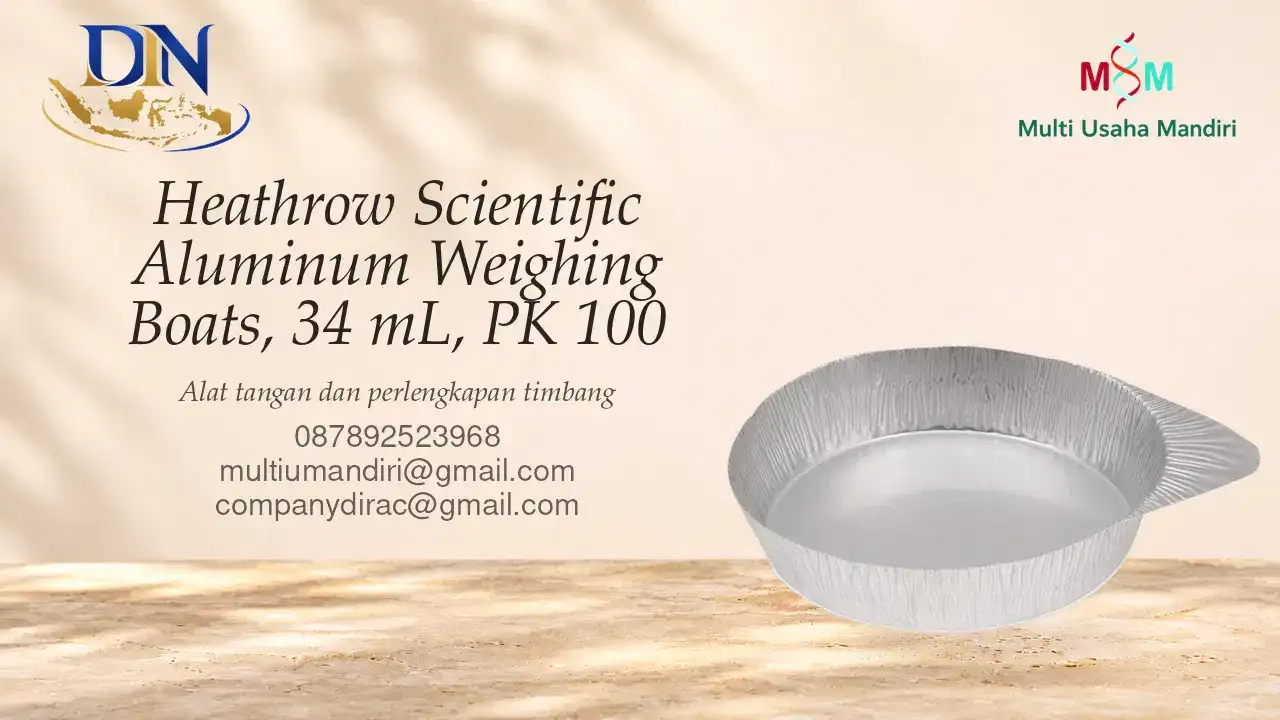 DN
M M
Multi Usaha Mandiri
Heathrow Scientific
Aluminum Weighing
Boats, 34 mL, PK 100
Alat tangan dan perlengkapan timbang
087892523968
multiumandiri@gmail.com
companydirac@gmail.com